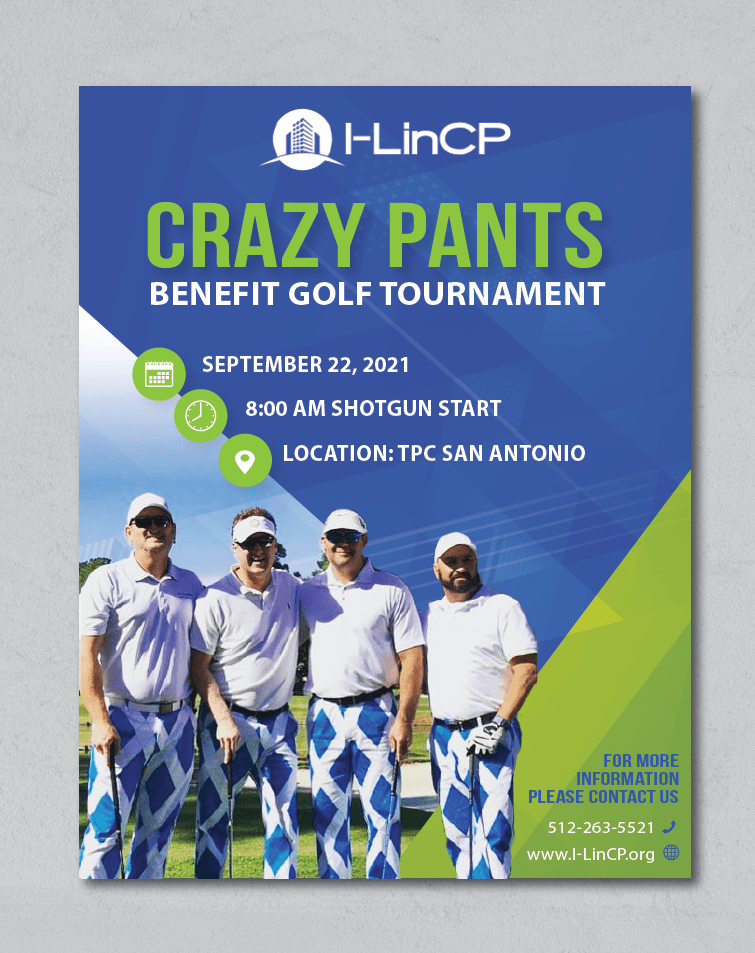 I-LinCP
CRAZY PANTS
BENEFIT GOLF TOURNAMENT
SEPTEMBER 22, 2021
8:00 AM SHOTGUN START
LOCATION: TPC SAN ANTONIO
FOR MORE
INFORMATION
PLEASE CONTACT US
512-263-5521
www.I-LinCP.org